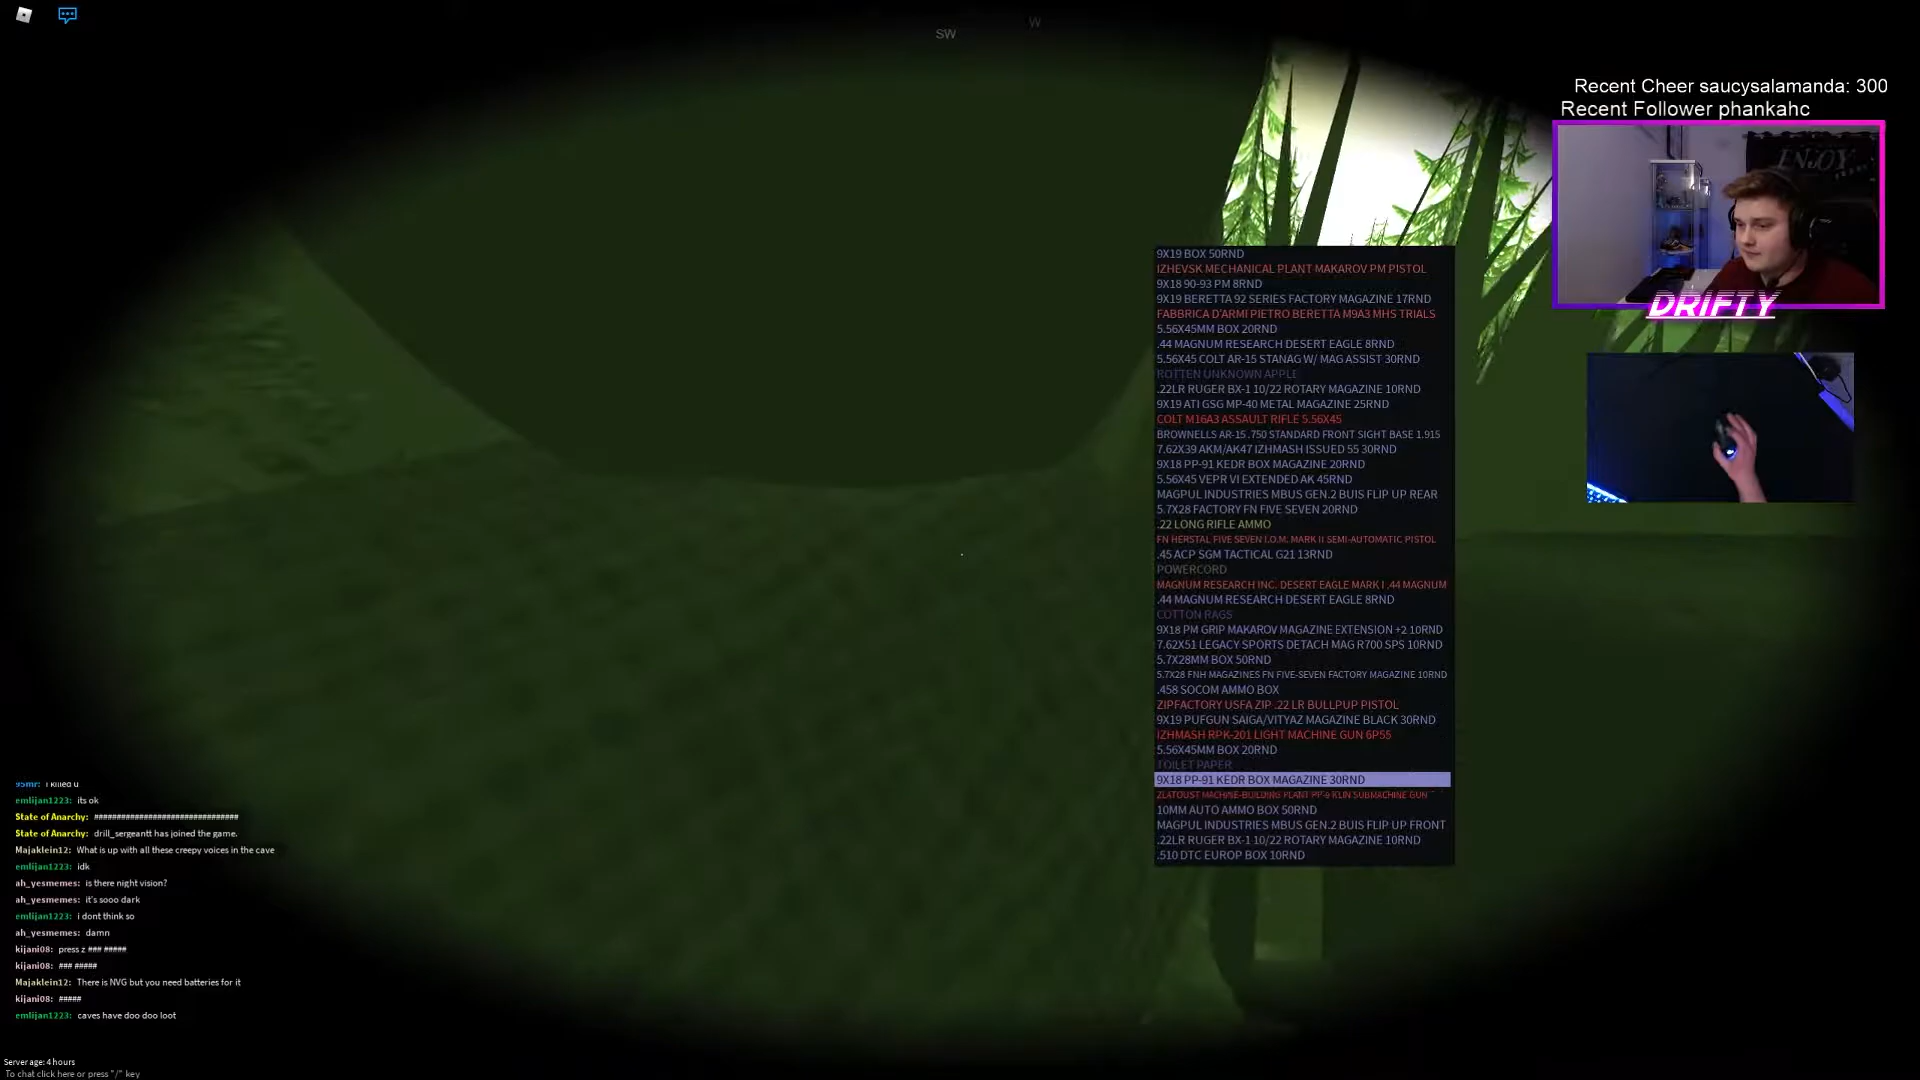 W
SW
Recent Cheer saucysalamanda: 300
Recent Follower phankahc
ENJOY
DRIFTY
9X19 BOX 50RND
IZHEVSK MECHANICAL PLANT MAKAROV PM PISTOL
9X18 90-93 PM 8RND
9X19 BERETTA 92 SERIES FACTORY MAGAZINE 17RND
FABBRICA D'ARMI PIETRO BERETTA M9A3 MHS TRIALS
5.56X45MM BOX 20RND
.44 MAGNUM RESEARCH DESERT EAGLE 8RND
5.56X45 COLT AR-15 STANAG W/ MAG ASSIST 30RND
ROTTEN UNKNOWN APPLE
.22LR RUGER BX-1 10/22 ROTARY MAGAZINE 10RND
9X19 ATI GSG MP-40 METAL MAGAZINE 25RND
COLT M16A3 ASSAULT RIFLE 5.56X45
BROWNELLS AR-15 .750 STANDARD FRONT SIGHT BASE 1.915
7.62X39 AKM/AK47 IZHMASH ISSUED 55 30RND
9X18 PP-91 KEDR BOX MAGAZINE 20RND
5.56X45 VEPR VI EXTENDED AK 45RND
MAGPUL INDUSTRIES MBUS GEN.2 BUIS FLIP UP REAR
5.7X28 FACTORY FN FIVE SEVEN 20RND
.22 LONG RIFLE AMMO
FN HERSTAL FIVE SEVEN I.O.M. MARK II SEMI-AUTOMATIC PISTOL
.45 ACP SGM TACTICAL G21 13RND
POWERCORD
MAGNUM RESEARCH INC. DESERT EAGLE MARK I .44 MAGNUM
.44 MAGNUM RESEARCH DESERT EAGLE 8RND
COTTON RAGS
9X18 PM GRIP MAKAROV MAGAZINE EXTENSION +2 10RND
7.62X51 LEGACY SPORTS DETACH MAG R700 SPS 10RND
5.7X28MM BOX 50RND
5.7X28 FNH MAGAZINES FN FIVE-SEVEN FACTORY MAGAZINE 10RND
.458 SOCOM AMMO BOX
ZIPFACTORY USFA ZIP .22 LR BULLPUP PISTOL
9X19 PUFGUN SAIGA/VITYAZ MAGAZINE BLACK 30RND
IZHMASH RPK-201 LIGHT MACHINE GUN 6P55
5.56X45MM BOX 20RND
TOILET PAPER
9X18 PP-91 KEDR BOX MAGAZINE 30RND
ZLATOUST MACHINE-BUILDING PLANT PP-9 KLIN SUBMACHINE GUN
10MM AUTO AMMO BOX 50RND
MAGPUL INDUSTRIES MBUS GEN.2 BUIS FLIP UP FRONT
.22LR RUGER BX-1 10/22 ROTARY MAGAZINE 10RND
.510 DTC EUROP BOX 10RND
95mr: i killed u
emlijan1223: its ok
State of Anarchy: ################################
State of Anarchy: drill_sergeantt has joined the game.
Majaklein12: What is up with all these creepy voices in the cave
emlijan1223: idk
ah_yesmemes: is there night vision?
ah_yesmemes: it's sooo dark
emlijan1223: i dont think so
ah_yesmemes: damn
kijani08: press z ### #####
kijani08: ### #####
Majaklein12: There is NVG but you need batteries for it
kijani08: #####
emlijan1223: caves have doo doo loot
Server age: 4 hours
To chat click here or press "/" key